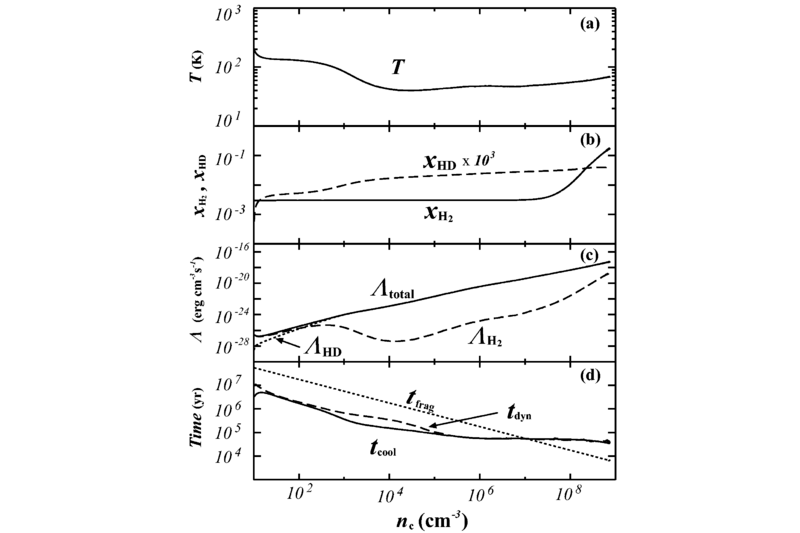 (a)
10³
10²
10¹
T (K)
T
(b)
10⁻¹
10⁻³
x_H₂ , x_HD
x_HD x 10³
x_H₂
(c)
10⁻¹⁶
10⁻²⁰
10⁻²⁴
10⁻²⁸
Λ (erg cm⁻³s⁻¹)
Λ_total
Λ_HD
Λ_H₂
(d)
10⁷
10⁶
10⁵
10⁴
Time (yr)
t_frag
t_dyn
t_cool
10² 10⁴ 10⁶ 10⁸
n_c (cm⁻³)